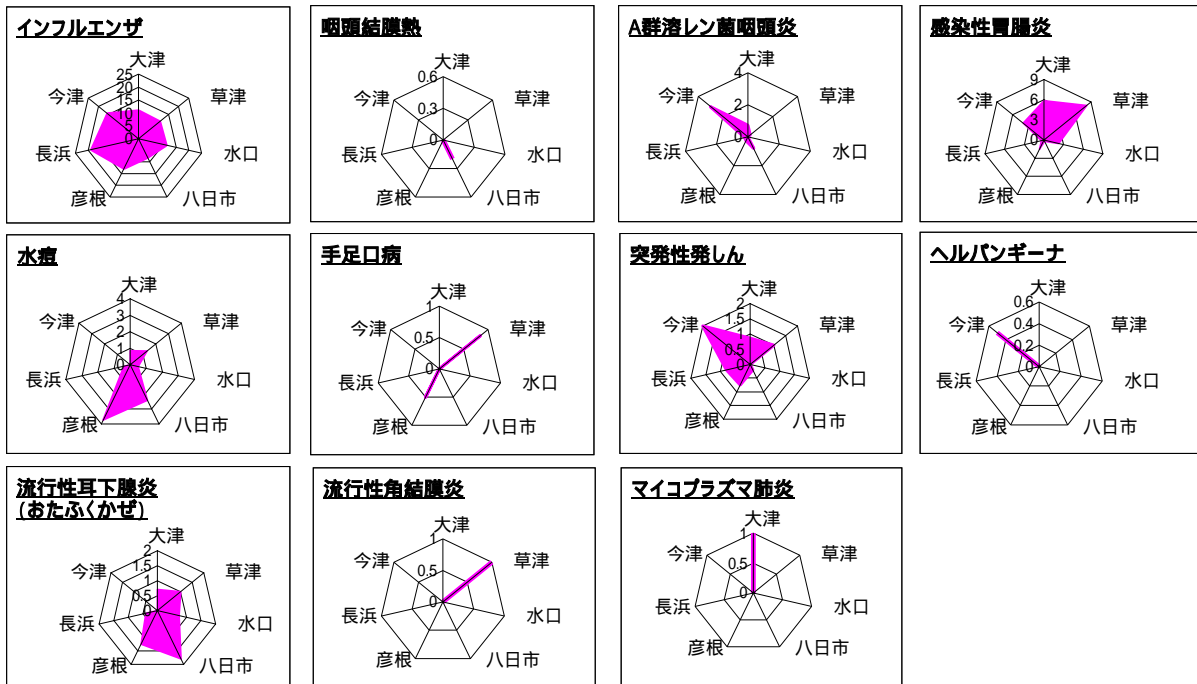 インフルエンザ
大津
25
20
15
10
5
0
草津
水口
八日市
彦根
長浜
今津
咽頭結膜熱
大津
0.6
0.3
0
草津
水口
八日市
彦根
長浜
今津
A群溶レン菌咽頭炎
大津
4
2
0
草津
水口
八日市
彦根
長浜
今津
感染性胃腸炎
大津
9
6
3
0
草津
水口
八日市
彦根
長浜
今津
水痘
大津
4
3
2
1
0
草津
水口
八日市
彦根
長浜
今津
手足口病
大津
1
0.5
0
草津
水口
八日市
彦根
長浜
今津
突発性発しん
大津
2
1.5
1
0.5
0
草津
水口
八日市
彦根
長浜
今津
ヘルパンギーナ
大津
0.6
0.4
0.2
0
草津
水口
八日市
彦根
長浜
今津
流行性耳下腺炎
(おたふくかぜ)
大津
2
1.5
1
0.5
0
草津
水口
八日市
彦根
長浜
今津
流行性角結膜炎
大津
1
0.5
0
草津
水口
八日市
彦根
長浜
今津
マイコプラズマ肺炎
大津
1
0.5
0
草津
水口
八日市
彦根
長浜
今津